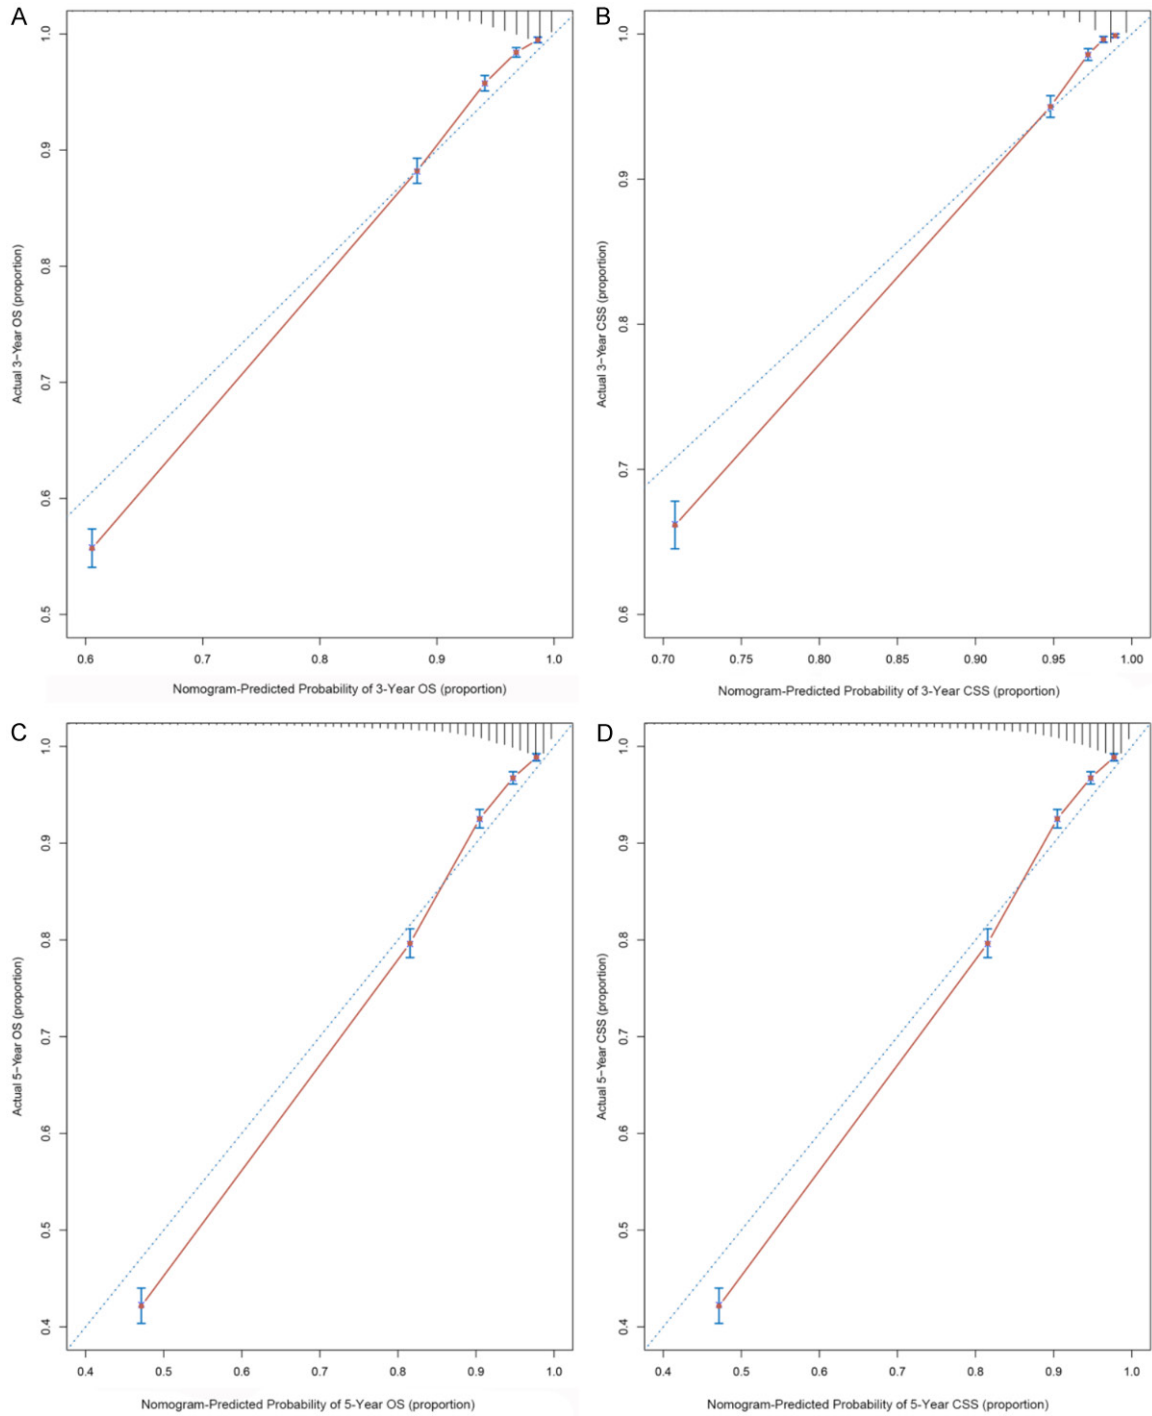 A
1.0
0.9
0.8
0.7
0.6
0.5
Actual 3−Year OS (proportion)
0.6 0.7 0.8 0.9 1.0
Nomogram-Predicted Probability of 3-Year OS (proportion)
B
1.0
0.9
0.8
0.7
0.6
Actual 3−Year CSS (proportion)
0.70 0.75 0.80 0.85 0.90 0.95 1.00
Nomogram-Predicted Probability of 3-Year CSS (proportion)
C
1.0
0.9
0.8
0.7
0.6
0.5
0.4
Actual 5−Year OS (proportion)
0.4 0.5 0.6 0.7 0.8 0.9 1.0
Nomogram-Predicted Probability of 5-Year OS (proportion)
D
1.0
0.9
0.8
0.7
0.6
0.5
0.4
Actual 5−Year CSS (proportion)
0.4 0.5 0.6 0.7 0.8 0.9 1.0
Nomogram-Predicted Probability of 5-Year CSS (proportion)